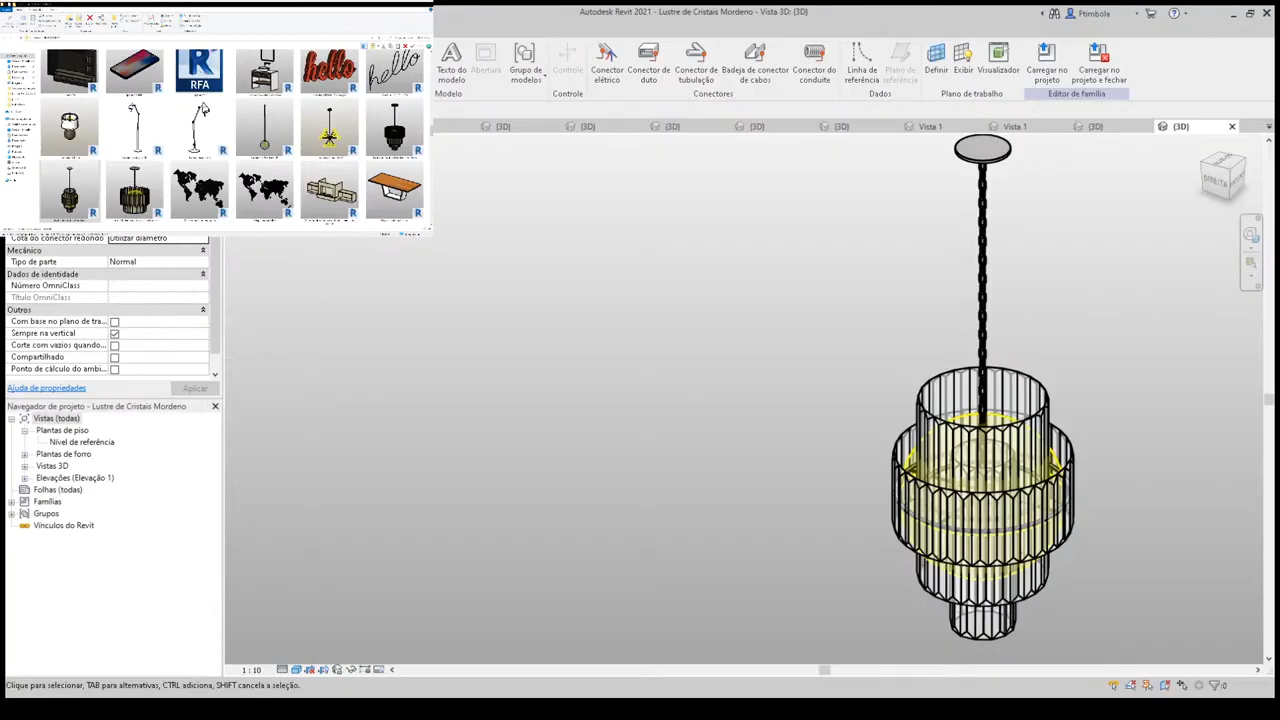 Autodesk Revit 2021 - Lustre de Cristais Mordeno - Vista 3D: {3D}
Ftimbola
Texto do modelo
Abertura
Grupo de modelos
Controle
Conector elétrico
Conector de duto
Conector de tubulação
Bandeja de conector de cabos
Conector do conduíte
Linha de referência
Plano de referência
Definir
Exibir
Visualizador
Carregar no projeto
Carregar no projeto e fechar
Modelo
Controle
Conectores
Dados
Plano de trabalho
Editor de família
{3D}
{3D}
{3D}
{3D}
{3D}
Vista 1
Vista 1
{3D}
{3D}
DIREITA
hello
hello
RFA
Cota do conector redondo Utilizar diâmetro
Mecânico
Tipo de parte Normal
Dados de identidade
Número OmniClass
Título OmniClass
Outros
Com base no plano de tra...
Sempre na vertical
Corte com vazios quando...
Compartilhado
Ponto de cálculo do ambi...
Ajuda de propriedades
Aplicar
Navegador de projeto - Lustre de Cristais Mordeno
Vistas (todas)
Plantas de piso
Nível de referência
Plantas de forro
Vistas 3D
Elevações (Elevação 1)
Folhas (todas)
Famílias
Grupos
Vínculos do Revit
1 : 10
Clique para selecionar, TAB para alternativas, CTRL adiciona, SHIFT cancela a seleção.
:0